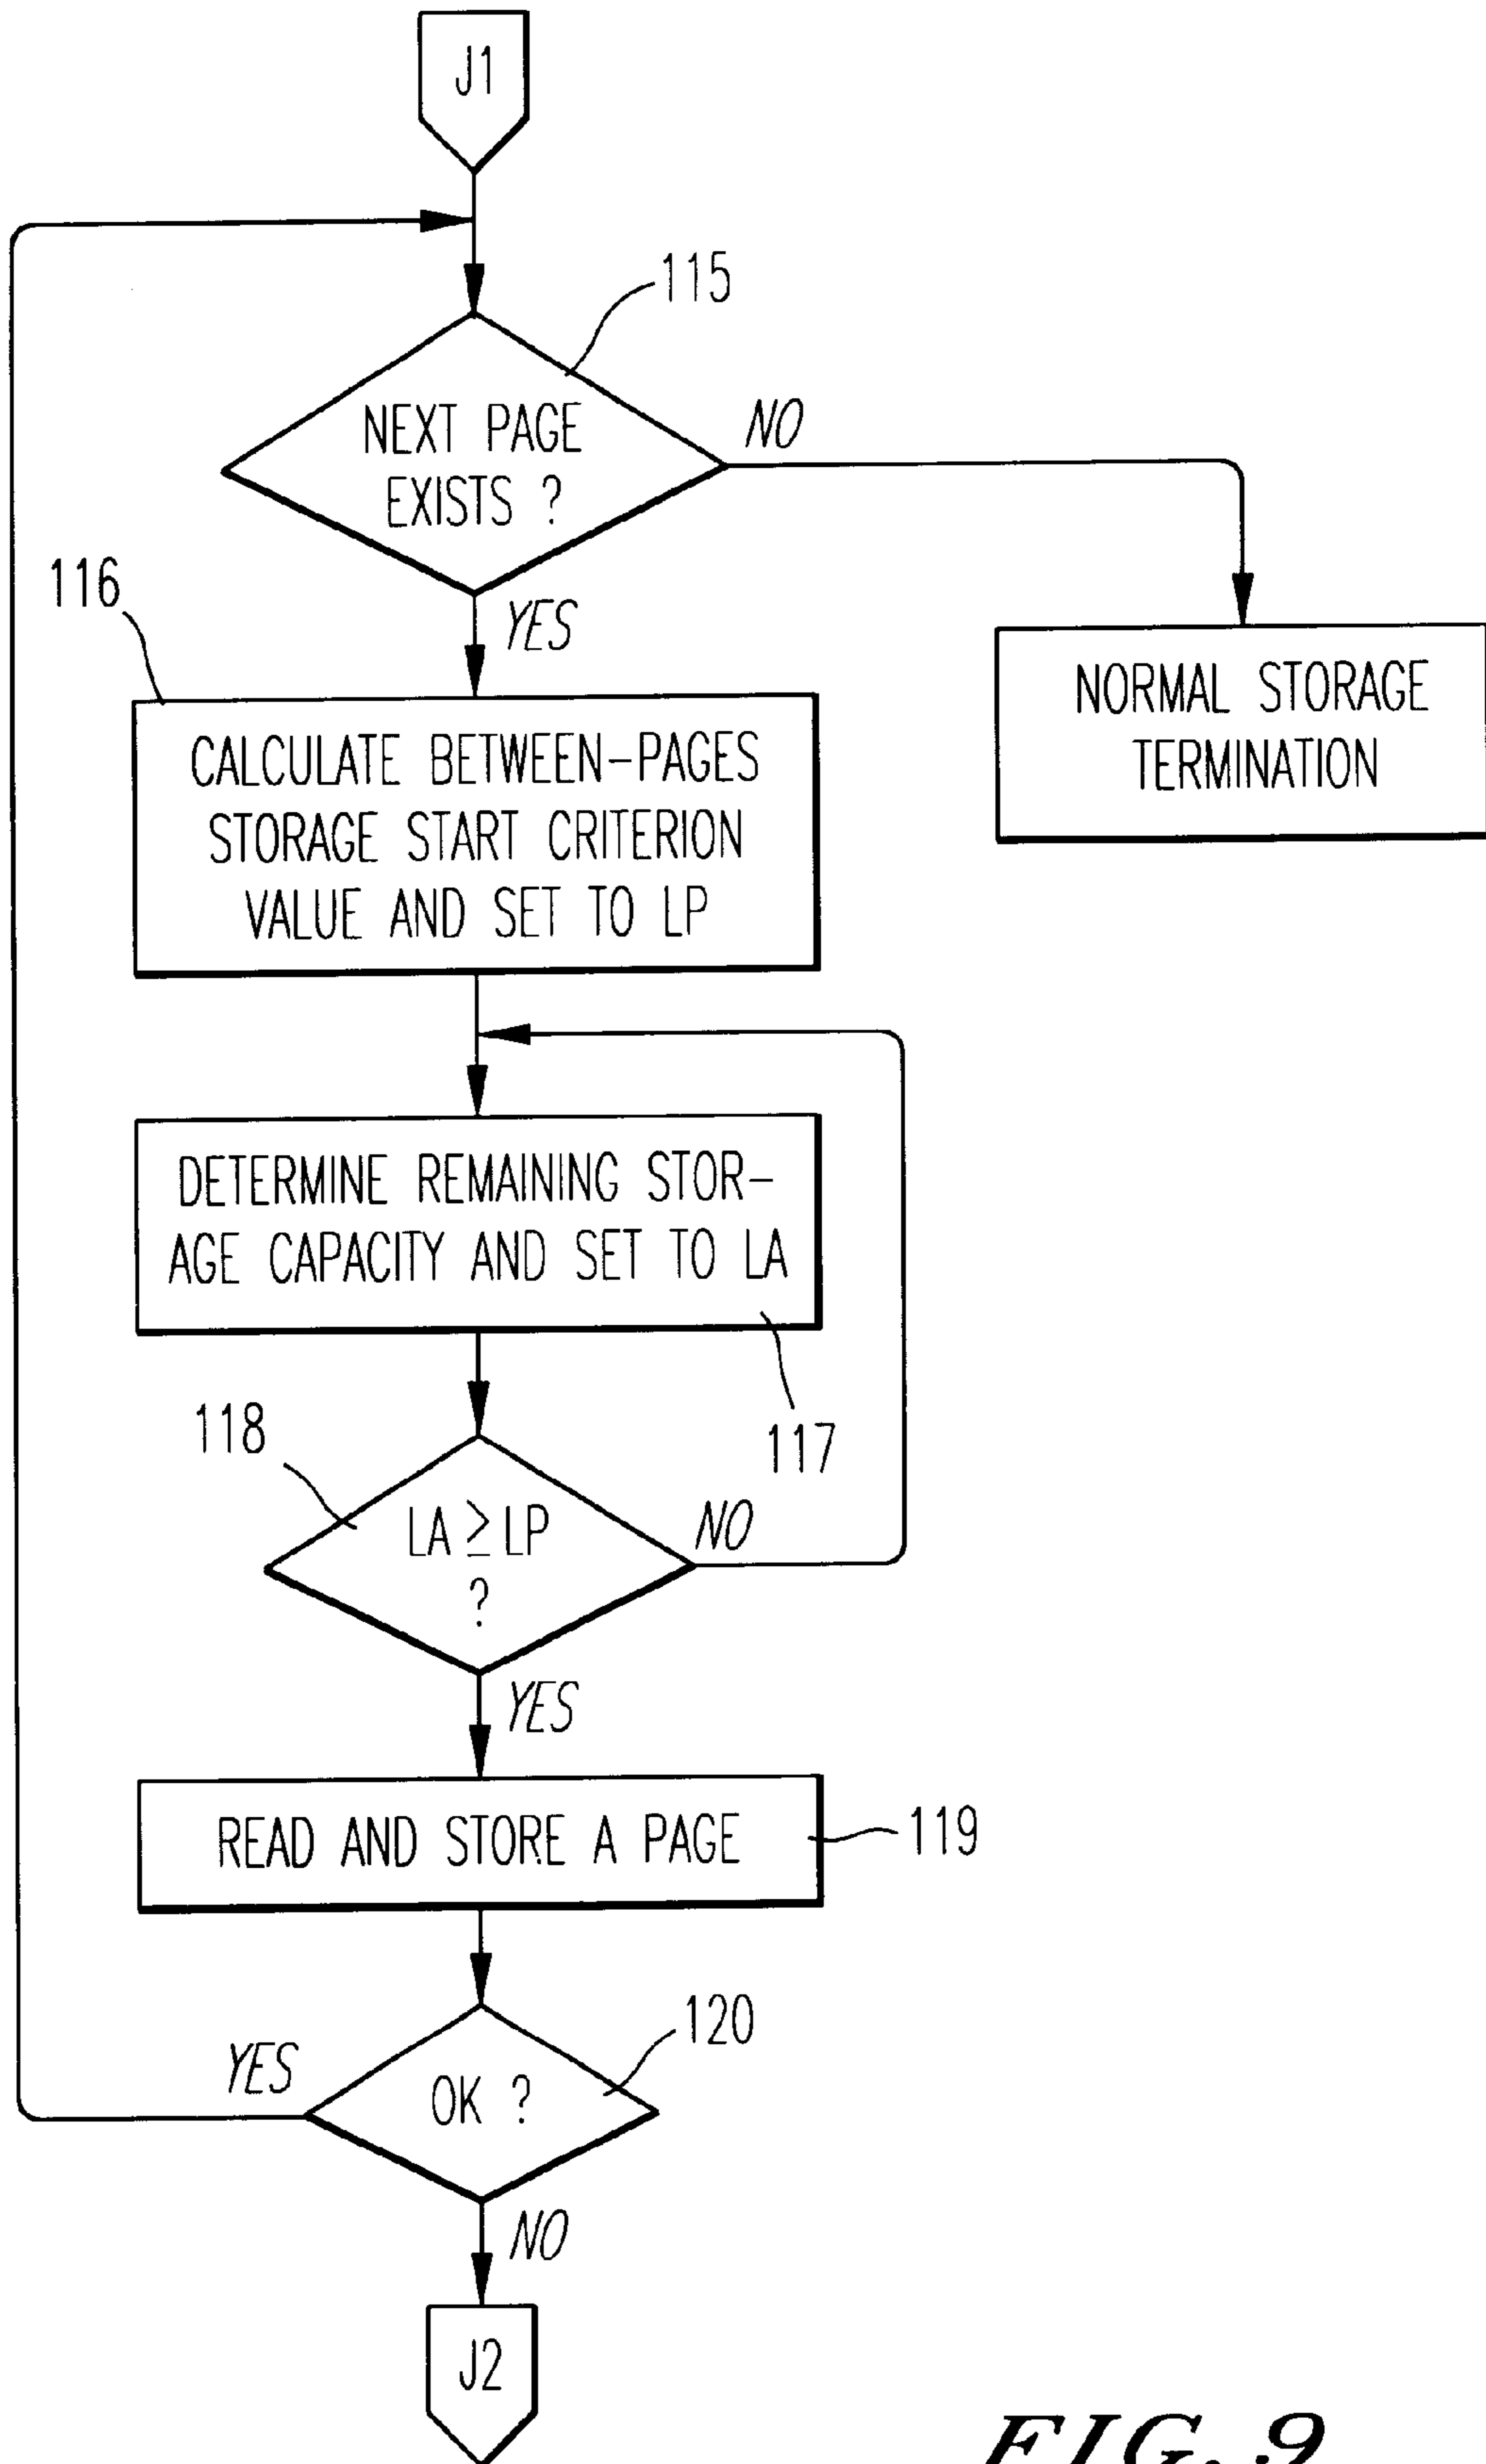 J1
115
NEXT PAGE
EXISTS ?
NO
116
YES
NORMAL STORAGE
TERMINATION
CALCULATE BETWEEN-PAGES
STORAGE START CRITERION
VALUE AND SET TO LP
DETERMINE REMAINING STOR-
AGE CAPACITY AND SET TO LA
117
118
LA ≥ LP
?
NO
YES
READ AND STORE A PAGE
119
120
YES
OK ?
NO
J2
FIG. 9